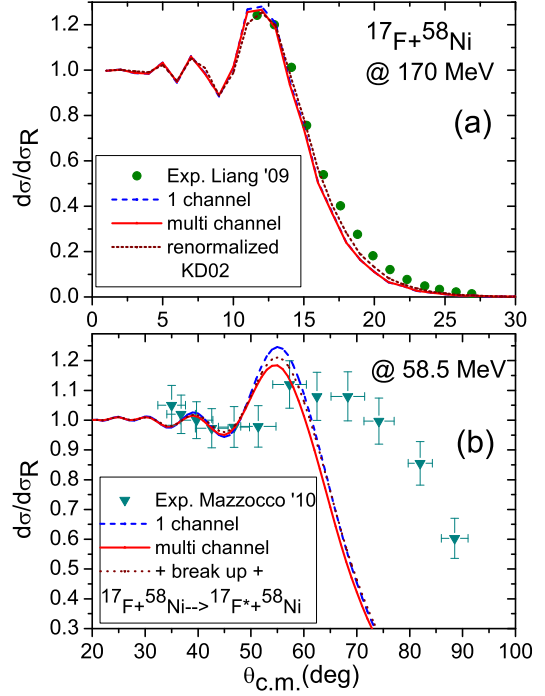 17F+58Ni
@ 170 MeV
(a)
dσ/dσR
1.2
1.0
0.8
0.6
0.4
0.2
0.0
Exp. Liang '09
1 channel
multi channel
renormalized
KD02
0 5 10 15 20 25 30
@ 58.5 MeV
(b)
dσ/dσR
1.2
1.1
1.0
0.9
0.8
0.7
0.6
0.5
0.4
0.3
Exp. Mazzocco '10
1 channel
multi channel
+ break up +
17F+58Ni-->17F*+58Ni
20 30 40 50 60 70 80 90 100
θc.m.(deg)